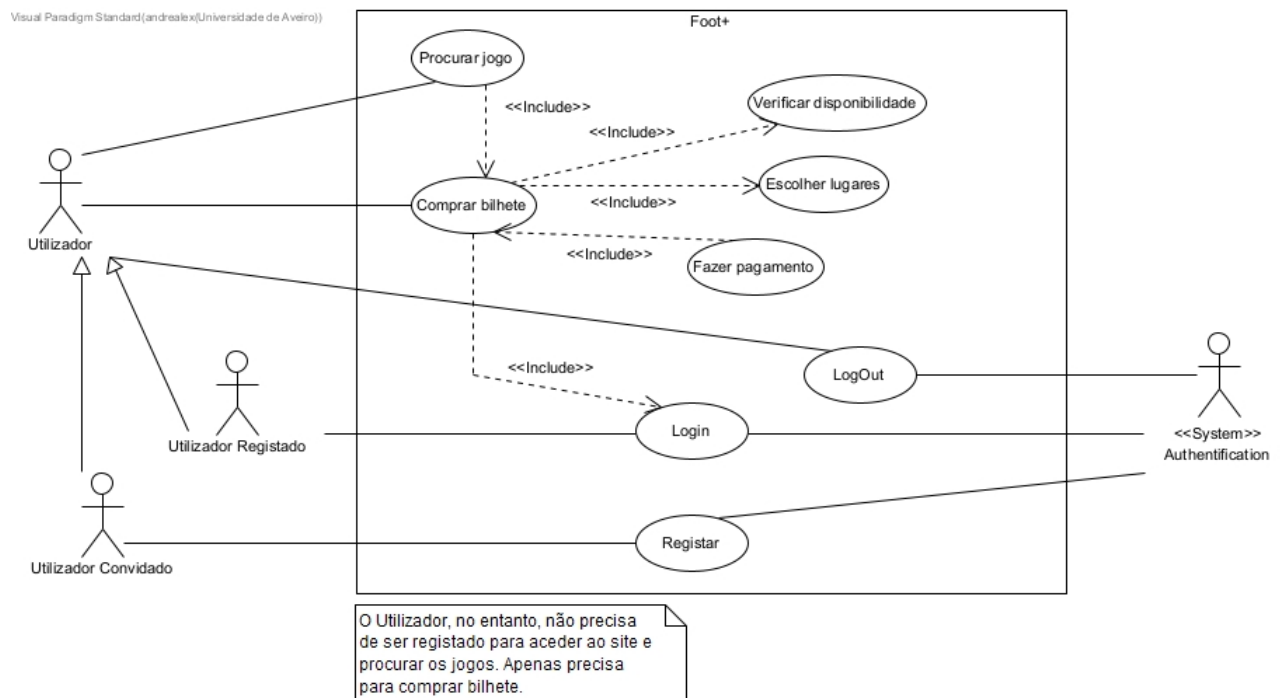 Visual Paradigm Standard(andrealex(Universidade de Aveiro))
Foot+
Procurar jogo
<<Include>>
Verificar disponibilidade
<<Include>>
Escolher lugares
Comprar bilhete
<<Include>>
Utilizador
<<Include>>
Fazer pagamento
<<Include>>
LogOut
Login
Utilizador Registado
<<System>>
Authentification
Registar
Utilizador Convidado
O Utilizador, no entanto, não precisa
de ser registado para aceder ao site e
procurar os jogos. Apenas precisa
para comprar bilhete.